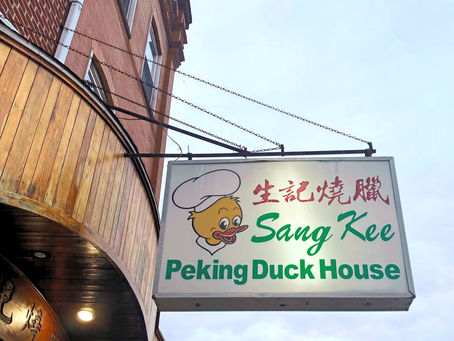 生記燒臘
Sang Kee
Peking Duck House